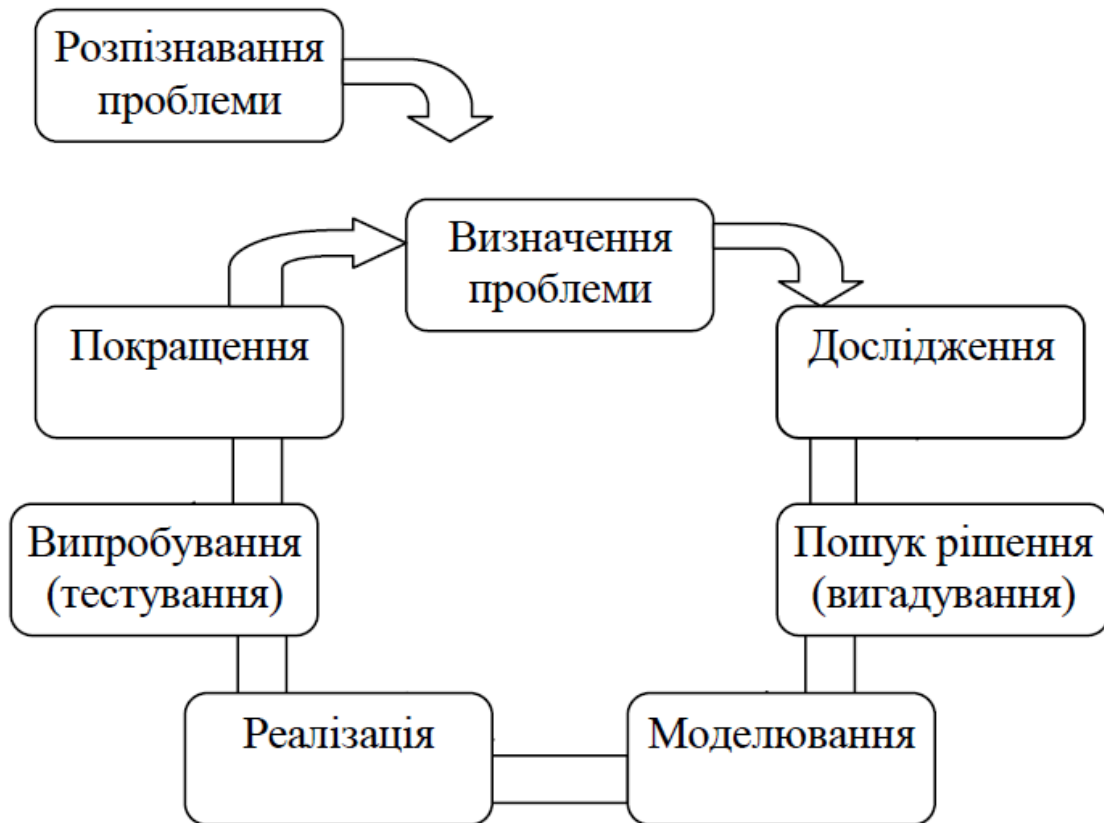 Розпізнавання
проблеми
Визначення
проблеми
Покращення
Дослідження
Випробування
(тестування)
Пошук рішення
(вигадування)
Реалізація
Моделювання